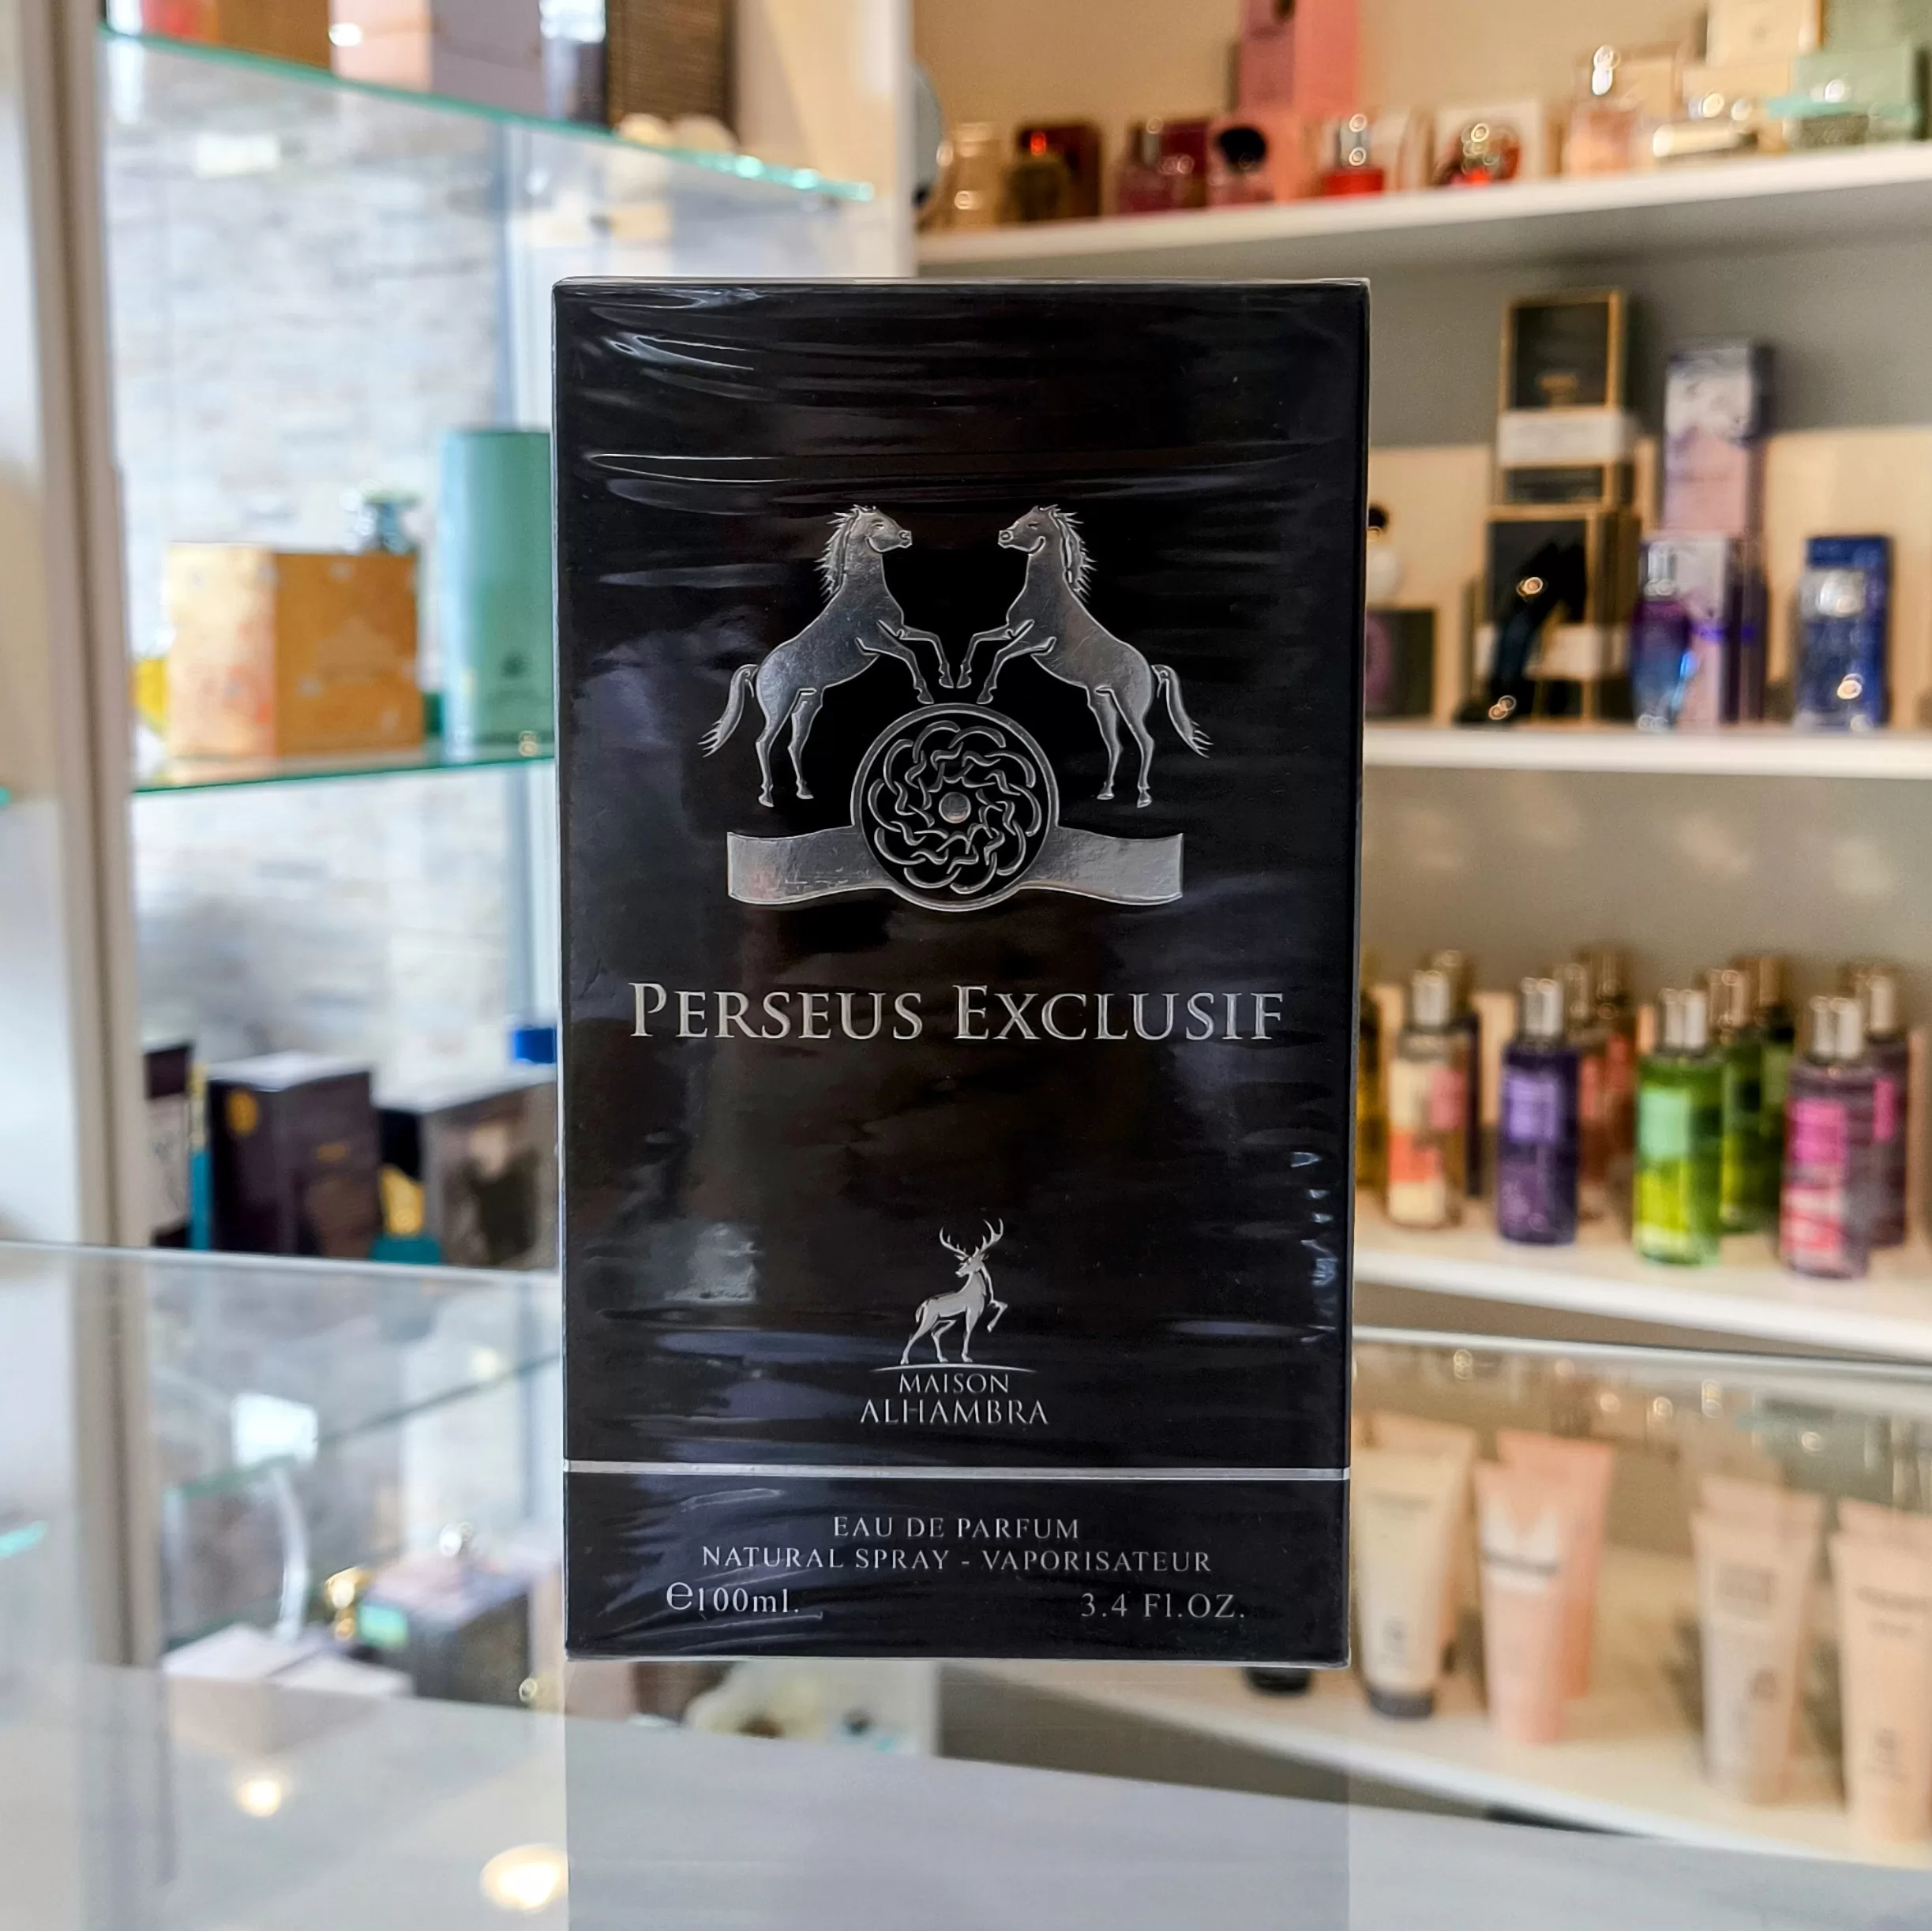 PERSEUS EXCLUSIF
MAISON
ALHAMBRA
EAU DE PARFUM
NATURAL SPRAY - VAPORISATEUR
℮100ml. 3.4 Fl.OZ.